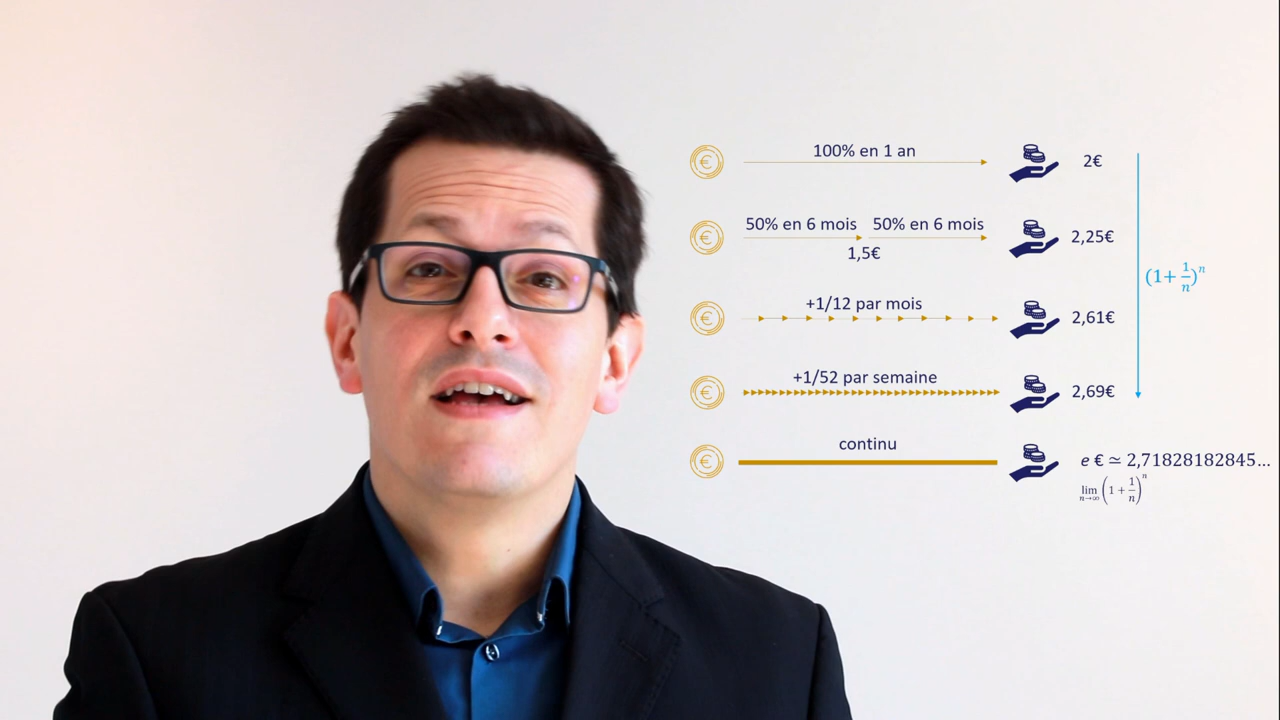 100% en 1 an
2€
50% en 6 mois 50% en 6 mois
1,5€
2,25€
(1+ 1/n)^n
+1/12 par mois
2,61€
+1/52 par semaine
2,69€
continu
e € ≃ 2,71828182845...
lim n→∞ (1 + 1/n)^n